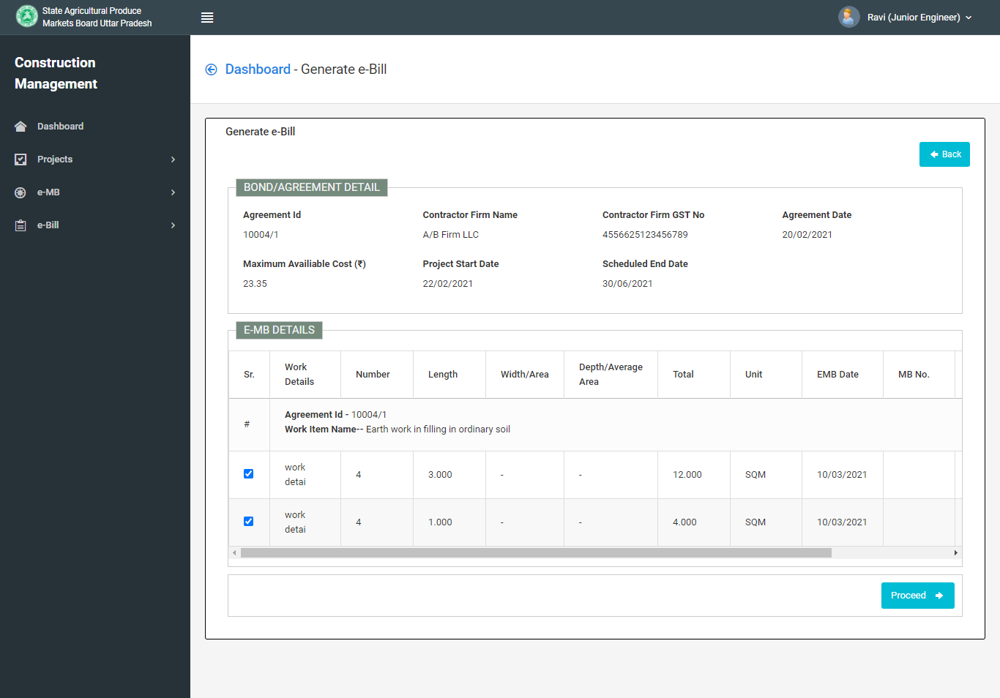 State Agricultural Produce
Markets Board Uttar Pradesh
Ravi (Junior Engineer)
Construction
Management
Dashboard
Projects
e-MB
e-Bill
Dashboard - Generate e-Bill
Generate e-Bill
Back
BOND/AGREEMENT DETAIL
Agreement Id Contractor Firm Name Contractor Firm GST No Agreement Date
10004/1 A/B Firm LLC 4556625123456789 20/02/2021
Maximum Availiable Cost (₹) Project Start Date Scheduled End Date
23.35 22/02/2021 30/06/2021
E-MB DETAILS
Sr. Work Details Number Length Width/Area Depth/Average Area Total Unit EMB Date MB No.
# Agreement Id - 10004/1
Work Item Name-- Earth work in filling in ordinary soil
work detai 4 3.000 - - 12.000 SQM 10/03/2021
work detai 4 1.000 - - 4.000 SQM 10/03/2021
Proceed